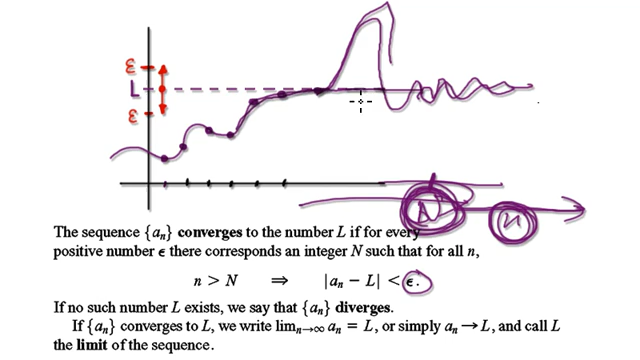 ε
L
ε
N
n
The sequence {aₙ} converges to the number L if for every
positive number ϵ there corresponds an integer N such that for all n,
n > N ⇒ |aₙ − L| < ϵ.
If no such number L exists, we say that {aₙ} diverges.
If {aₙ} converges to L, we write limₙ→∞ aₙ = L, or simply aₙ → L, and call L
the limit of the sequence.